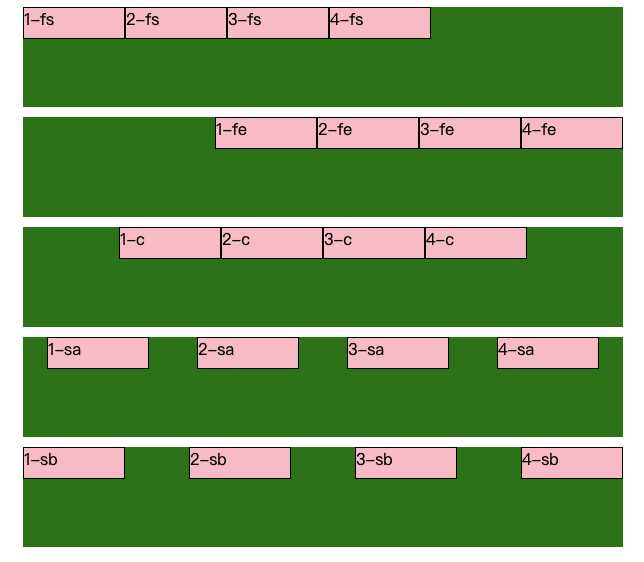 1-fs 2-fs 3-fs 4-fs
1-fe 2-fe 3-fe 4-fe
1-c 2-c 3-c 4-c
1-sa 2-sa 3-sa 4-sa
1-sb 2-sb 3-sb 4-sb